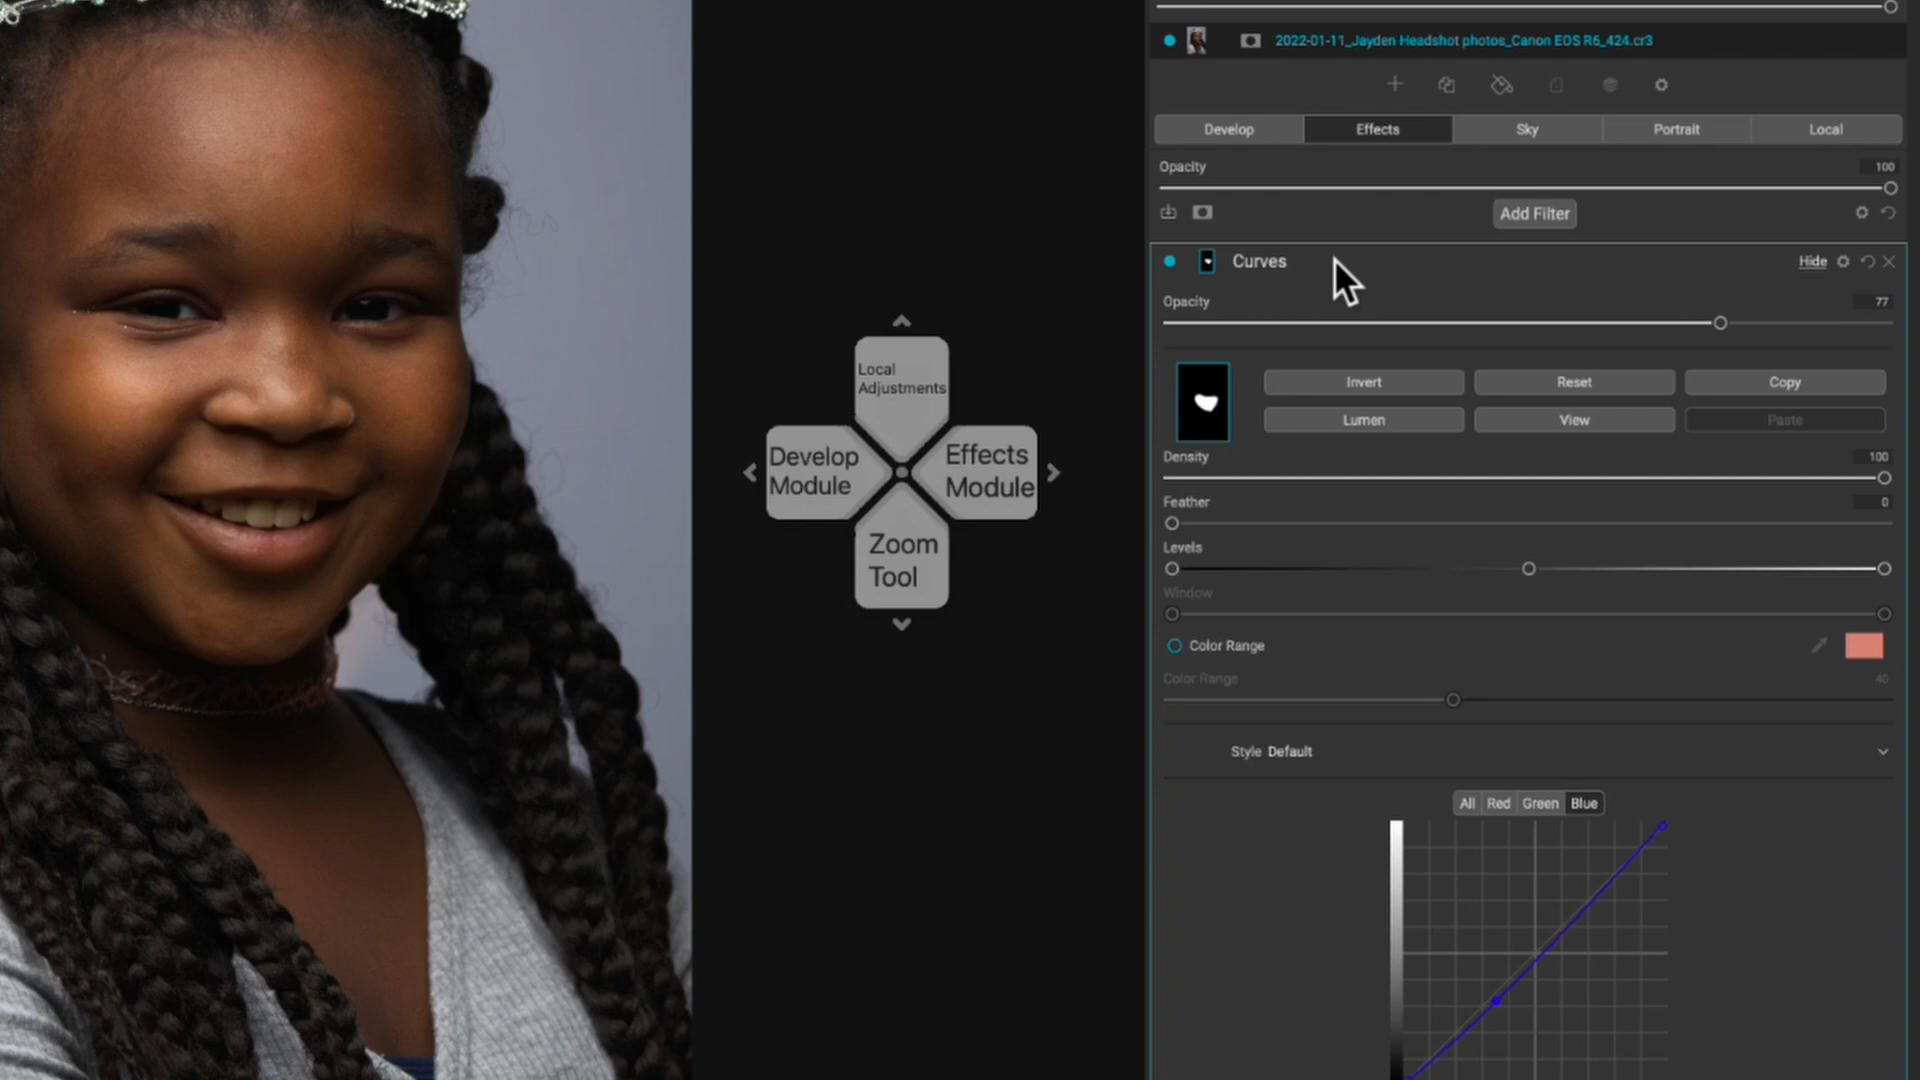 2022-01-11_Jayden Headshot photos_Canon EOS R6_424.cr3
Develop
Effects
Sky
Portrait
Local
Opacity
100
Add Filter
Curves
Hide
Opacity
77
Invert
Reset
Copy
Lumen
View
Paste
Density
100
Feather
0
Levels
Window
Color Range
Color Range
40
Style Default
All
Red
Green
Blue
Local
Adjustments
Develop
Module
Effects
Module
Zoom
Tool